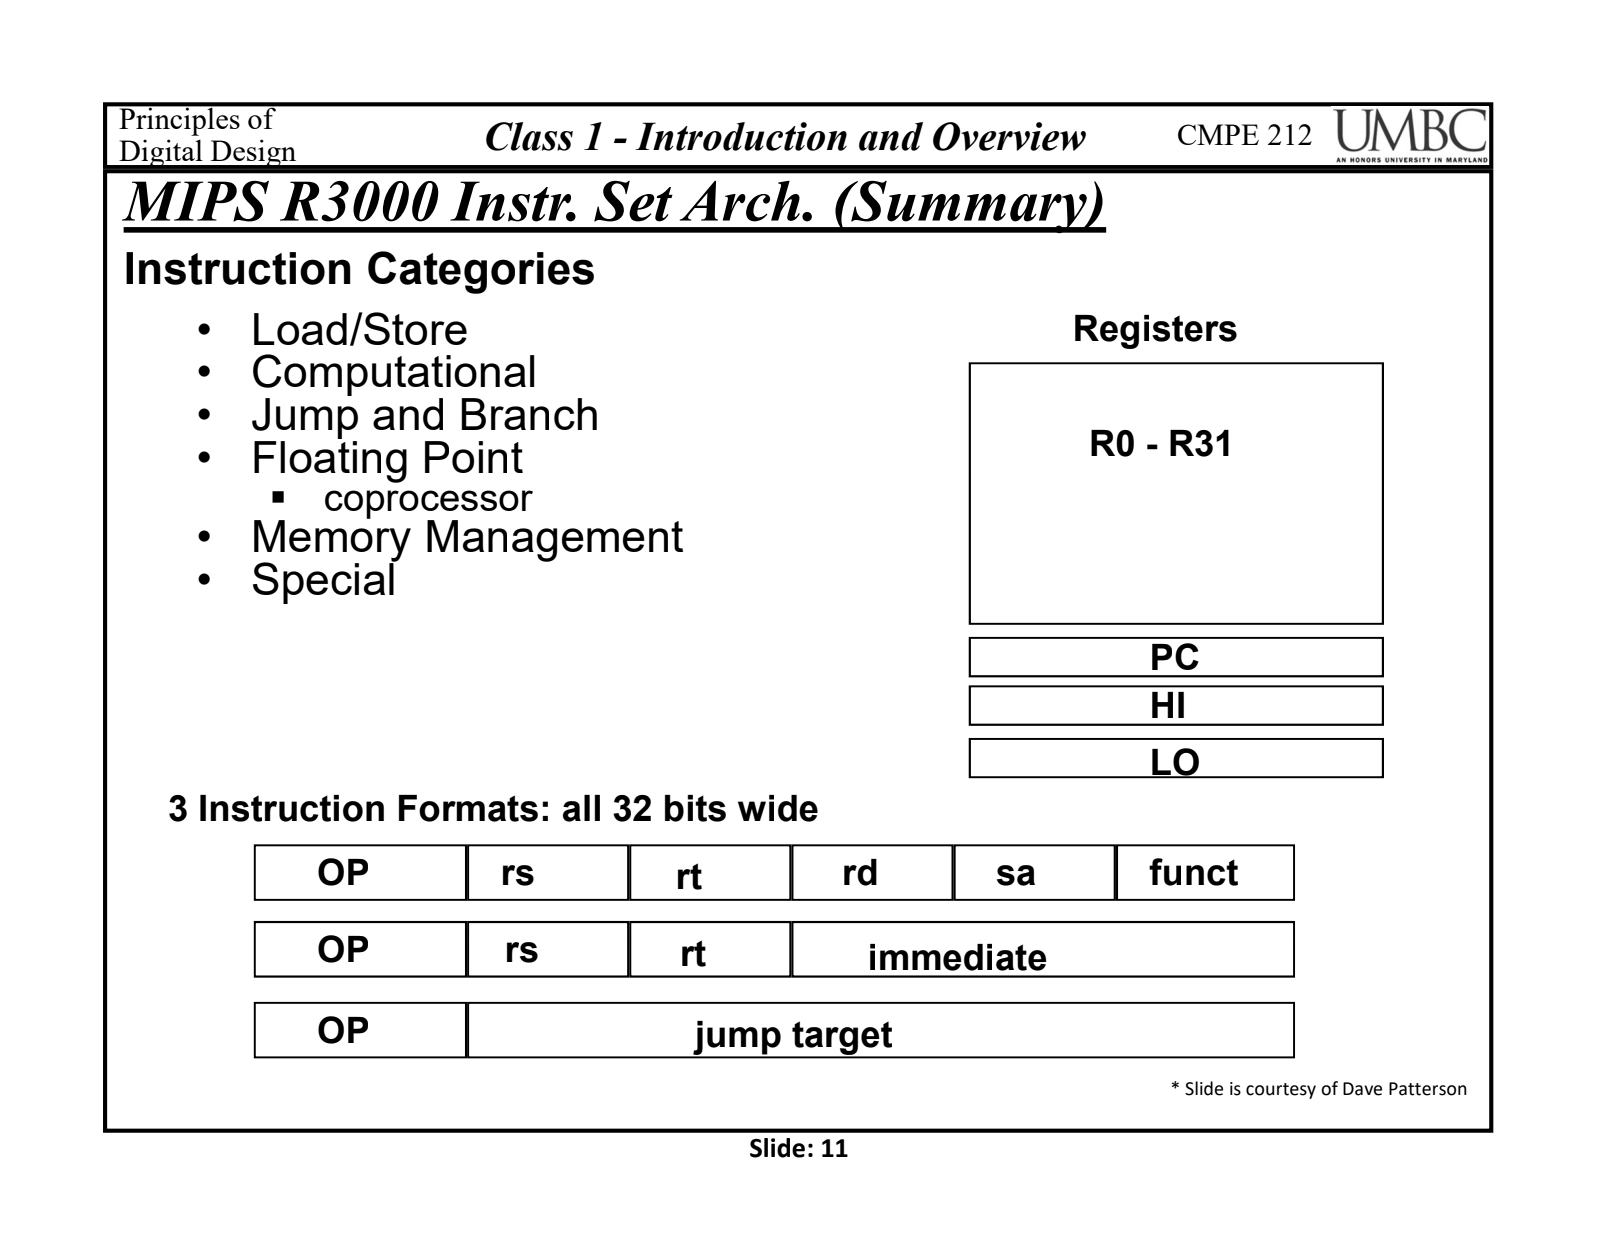 Principles of
Digital Design
Class 1 - Introduction and Overview
CMPE 212
UMBC
AN HONORS UNIVERSITY IN MARYLAND
MIPS R3000 Instr. Set Arch. (Summary)
Instruction Categories
• Load/Store
• Computational
• Jump and Branch
• Floating Point
▪ coprocessor
• Memory Management
• Special
Registers
R0 - R31
PC
HI
LO
3 Instruction Formats: all 32 bits wide
OP rs rt rd sa funct
OP rs rt immediate
OP jump target
* Slide is courtesy of Dave Patterson
Slide: 11